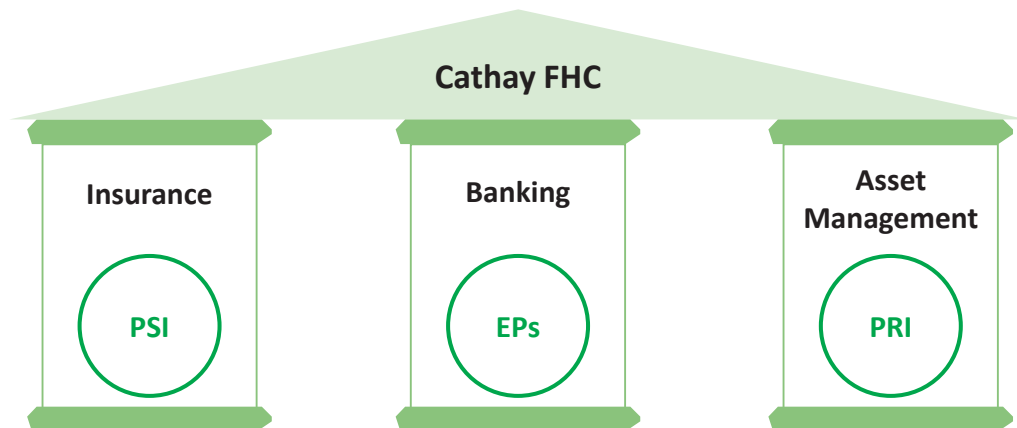 Cathay FHC
Insurance
PSI
Banking
EPs
Asset
Management
PRI